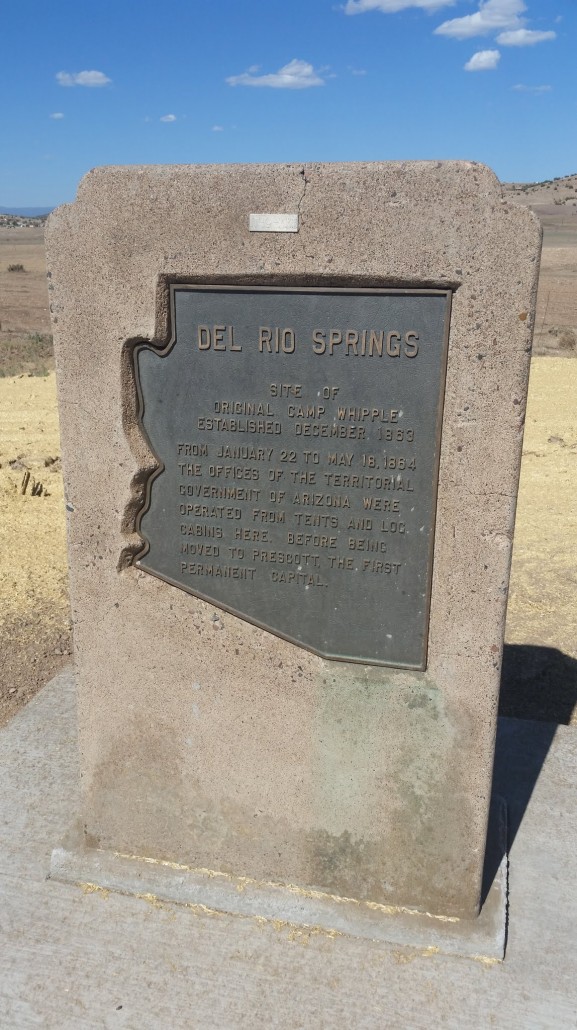 DEL RIO SPRINGS
SITE OF
ORIGINAL CAMP WHIPPLE
ESTABLISHED DECEMBER 1863
FROM JANUARY 22 TO MAY 18, 1864
THE OFFICES OF THE TERRITORIAL
GOVERNMENT OF ARIZONA WERE
OPERATED FROM TENTS AND LOG
CABINS HERE. BEFORE BEING
MOVED TO PRESCOTT, THE FIRST
PERMANENT CAPITAL.